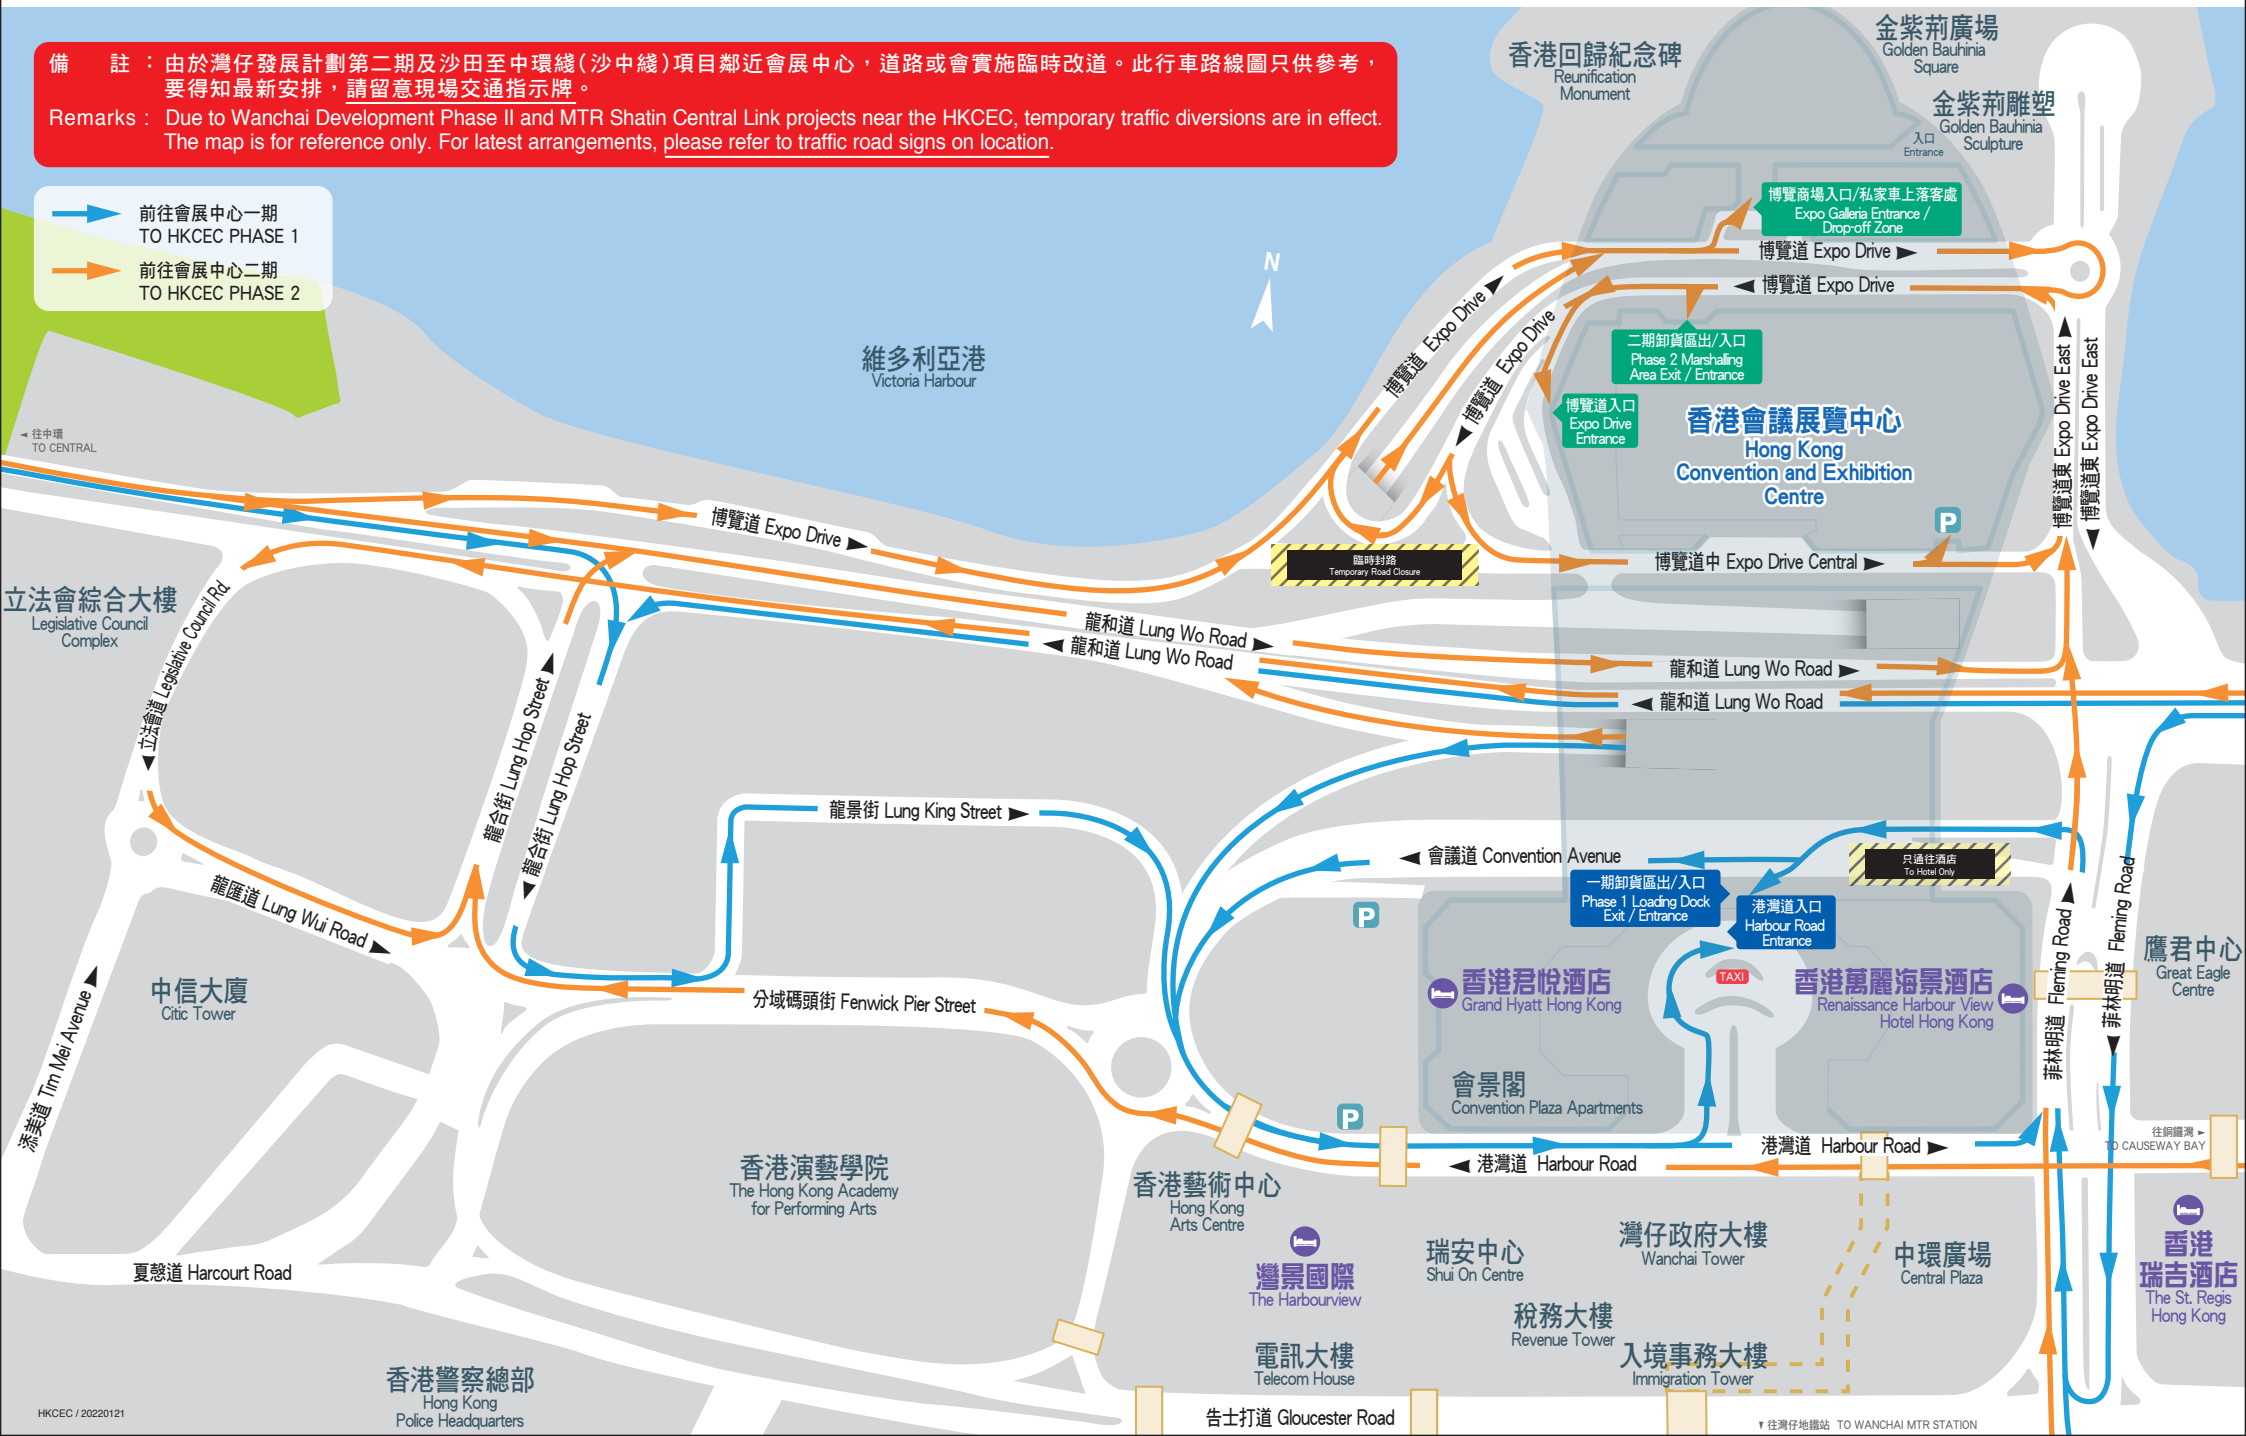 備　　註：由於灣仔發展計劃第二期及沙田至中環綫(沙中綫)項目鄰近會展中心，道路或會實施臨時改道。此行車路線圖只供參考，
要得知最新安排，請留意現場交通指示牌。
Remarks : Due to Wanchai Development Phase II and MTR Shatin Central Link projects near the HKCEC, temporary traffic diversions are in effect.
The map is for reference only. For latest arrangements, please refer to traffic road signs on location.
前往會展中心一期
TO HKCEC PHASE 1
前往會展中心二期
TO HKCEC PHASE 2
香港回歸紀念碑
Reunification
Monument
金紫荊廣場
Golden Bauhinia
Square
金紫荊雕塑
Golden Bauhinia
Sculpture
入口
Entrance
博覽商場入口/私家車上落客處
Expo Galleria Entrance /
Drop-off Zone
博覽道 Expo Drive
博覽道 Expo Drive
N
維多利亞港
Victoria Harbour
博覽道 Expo Drive
博覽道 Expo Drive
二期卸貨區出/入口
Phase 2 Marshalling
Area Exit / Entrance
博覽道入口
Expo Drive
Entrance
香港會議展覽中心
Hong Kong
Convention and Exhibition
Centre
博覽道東 Expo Drive East
博覽道東 Expo Drive East
往中環
TO CENTRAL
博覽道 Expo Drive
P
臨時封路
Temporary Road Closure
博覽道中 Expo Drive Central
立法會綜合大樓
Legislative Council
Complex
立法會道 Legislative Council Rd.
龍和道 Lung Wo Road
龍和道 Lung Wo Road
龍和道 Lung Wo Road
龍和道 Lung Wo Road
龍合街 Lung Hop Street
龍合街 Lung Hop Street
龍景街 Lung King Street
會議道 Convention Avenue
只通往酒店
To Hotel Only
一期卸貨區出/入口
Phase 1 Loading Dock
Exit / Entrance
港灣道入口
Harbour Road
Entrance
P
龍匯道 Lung Wui Road
菲林明道 Fleming Road
菲林明道 Fleming Road
鷹君中心
Great Eagle
Centre
中信大廈
Citic Tower
添美道 Tim Mei Avenue
分域碼頭街 Fenwick Pier Street
香港君悅酒店
Grand Hyatt Hong Kong
TAXI
香港萬麗海景酒店
Renaissance Harbour View
Hotel Hong Kong
會景閣
Convention Plaza Apartments
P
港灣道 Harbour Road
港灣道 Harbour Road
往銅鑼灣
TO CAUSEWAY BAY
香港演藝學院
The Hong Kong Academy
for Performing Arts
香港藝術中心
Hong Kong
Arts Centre
灣景國際
The Harbourview
瑞安中心
Shui On Centre
灣仔政府大樓
Wanchai Tower
中環廣場
Central Plaza
香港
瑞吉酒店
The St. Regis
Hong Kong
夏慤道 Harcourt Road
稅務大樓
Revenue Tower
電訊大樓
Telecom House
入境事務大樓
Immigration Tower
香港警察總部
Hong Kong
Police Headquarters
告士打道 Gloucester Road
往灣仔地鐵站 TO WANCHAI MTR STATION
HKCEC / 20220121